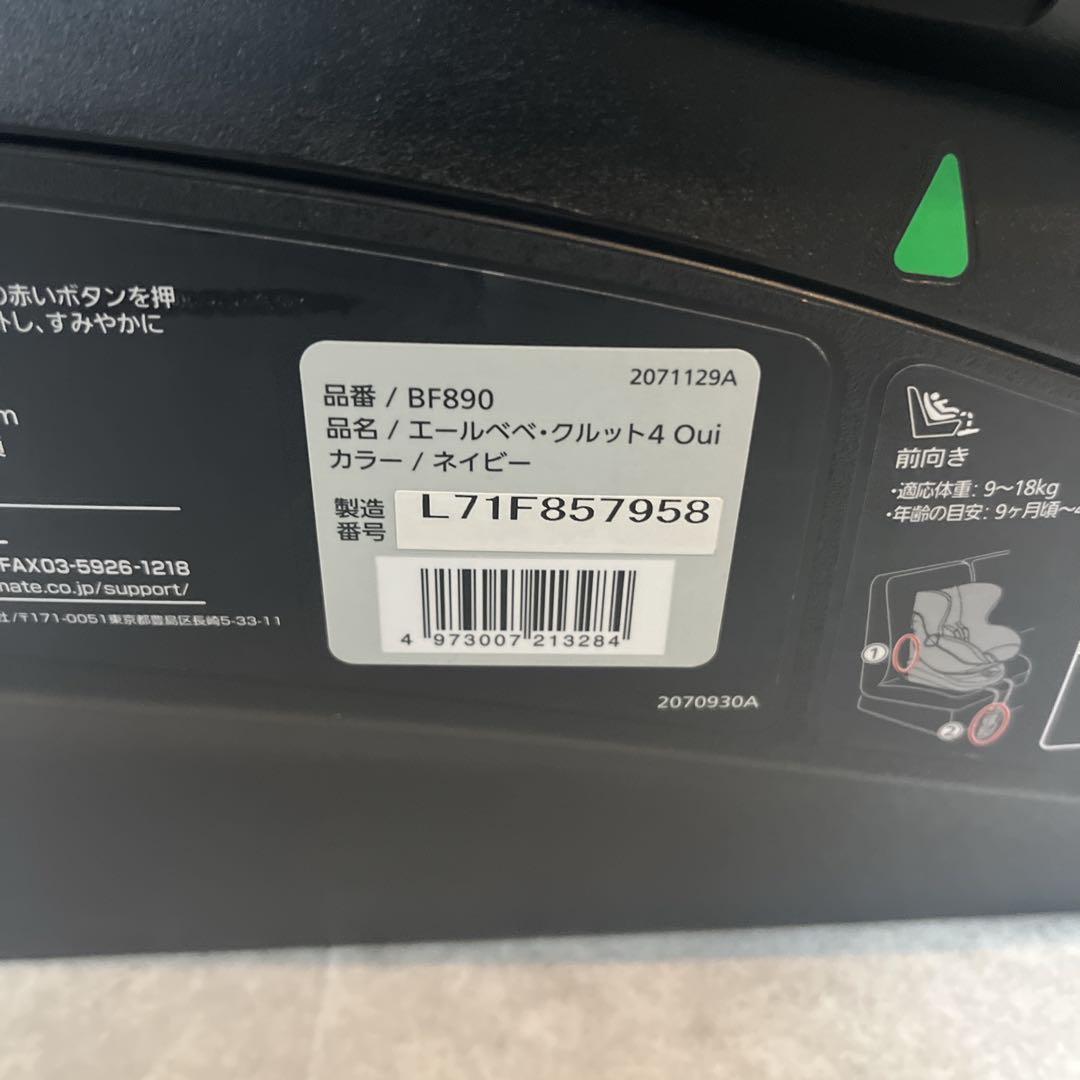 の赤いボタンを押
トし、すみやかに
m
FAX03-5926-1218
mate.co.jp/support/
社/〒171-0051東京都豊島区長崎5-33-11
2071129A
品番 / BF890
品名 / エールベベ・クルット4 Oui
カラー / ネイビー
製造
番号
L71F857958
4 973007 213284
2070930A
前向き
・適応体重: 9〜18kg
・年齢の目安: 9ヶ月頃〜4
1
2